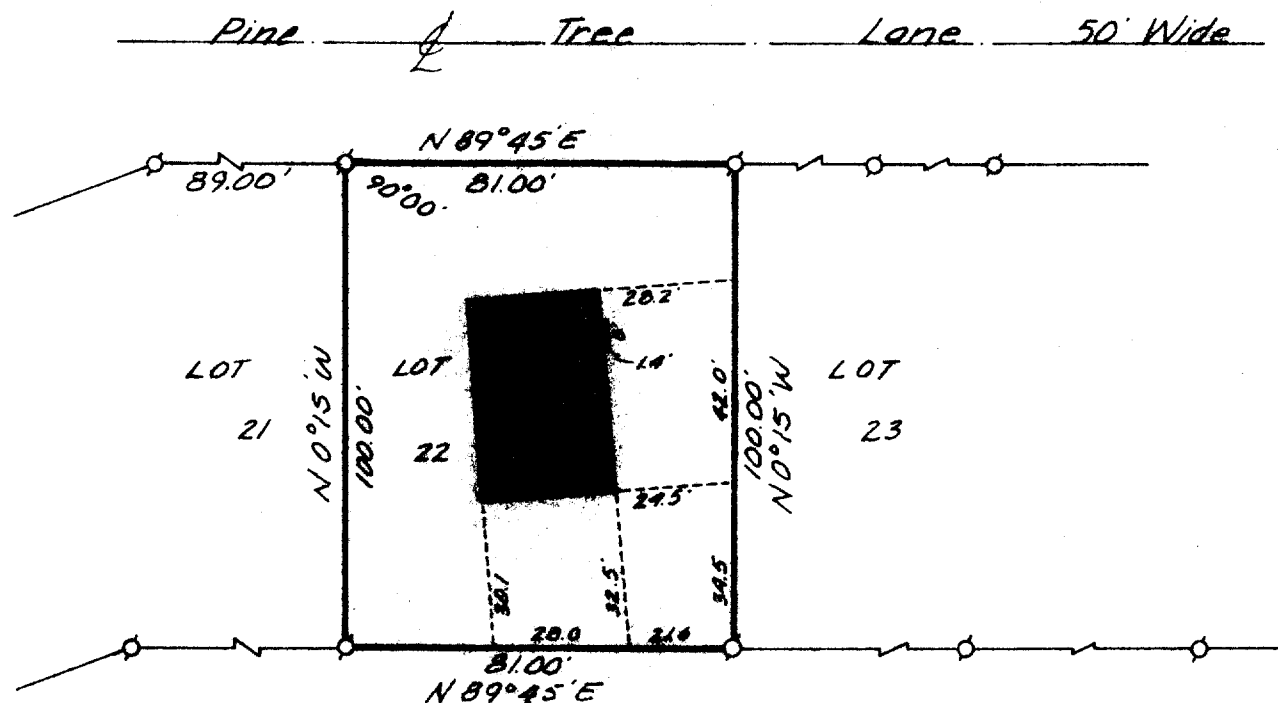 Pine ℄ Tree Lane 50' Wide
N 89°45' E
89.00'
81.00'
90°00'
28.2'
1.4'
LOT
21
LOT
22
LOT
23
N 0°15' W
100.00'
42.0'
100.00'
N 0°15' W
24.5'
30.1
32.5'
34.5
28.0
21.6
81.00'
N 89°45' E